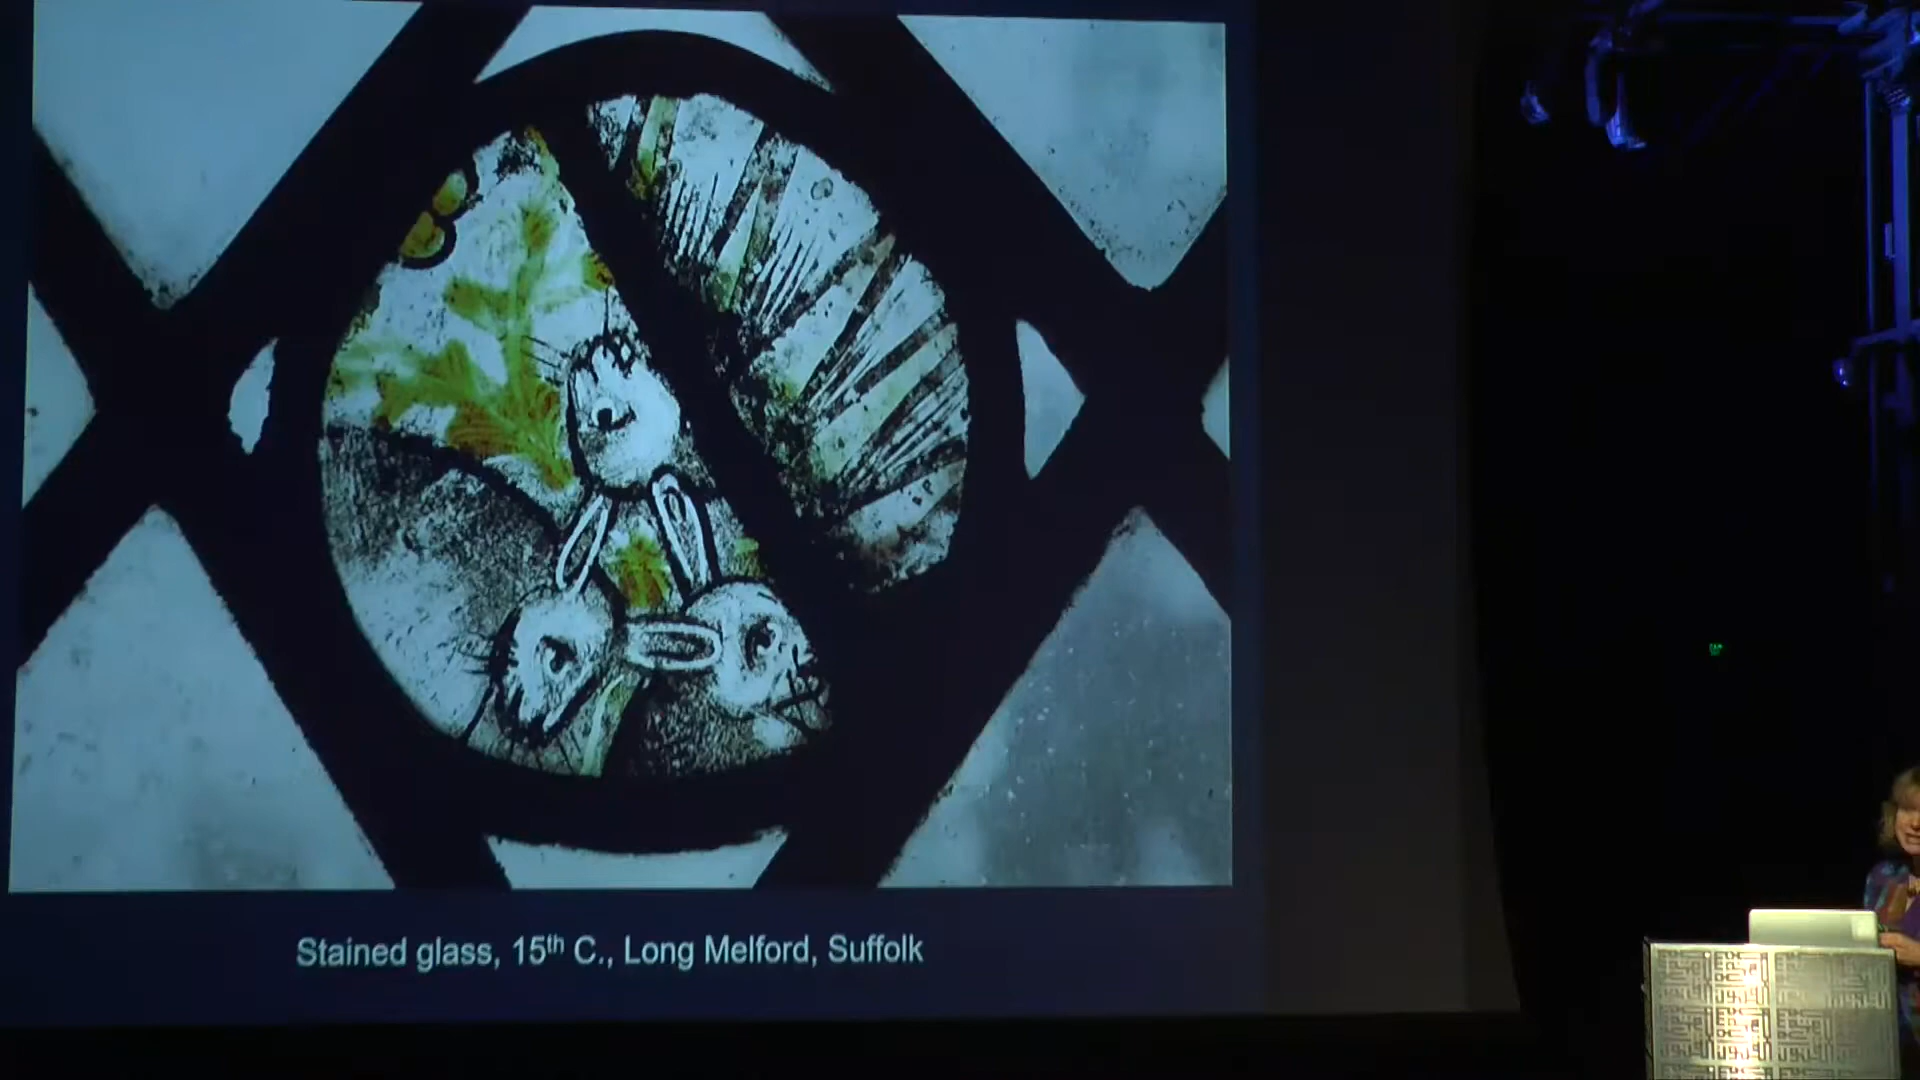 Stained glass, 15th C., Long Melford, Suffolk